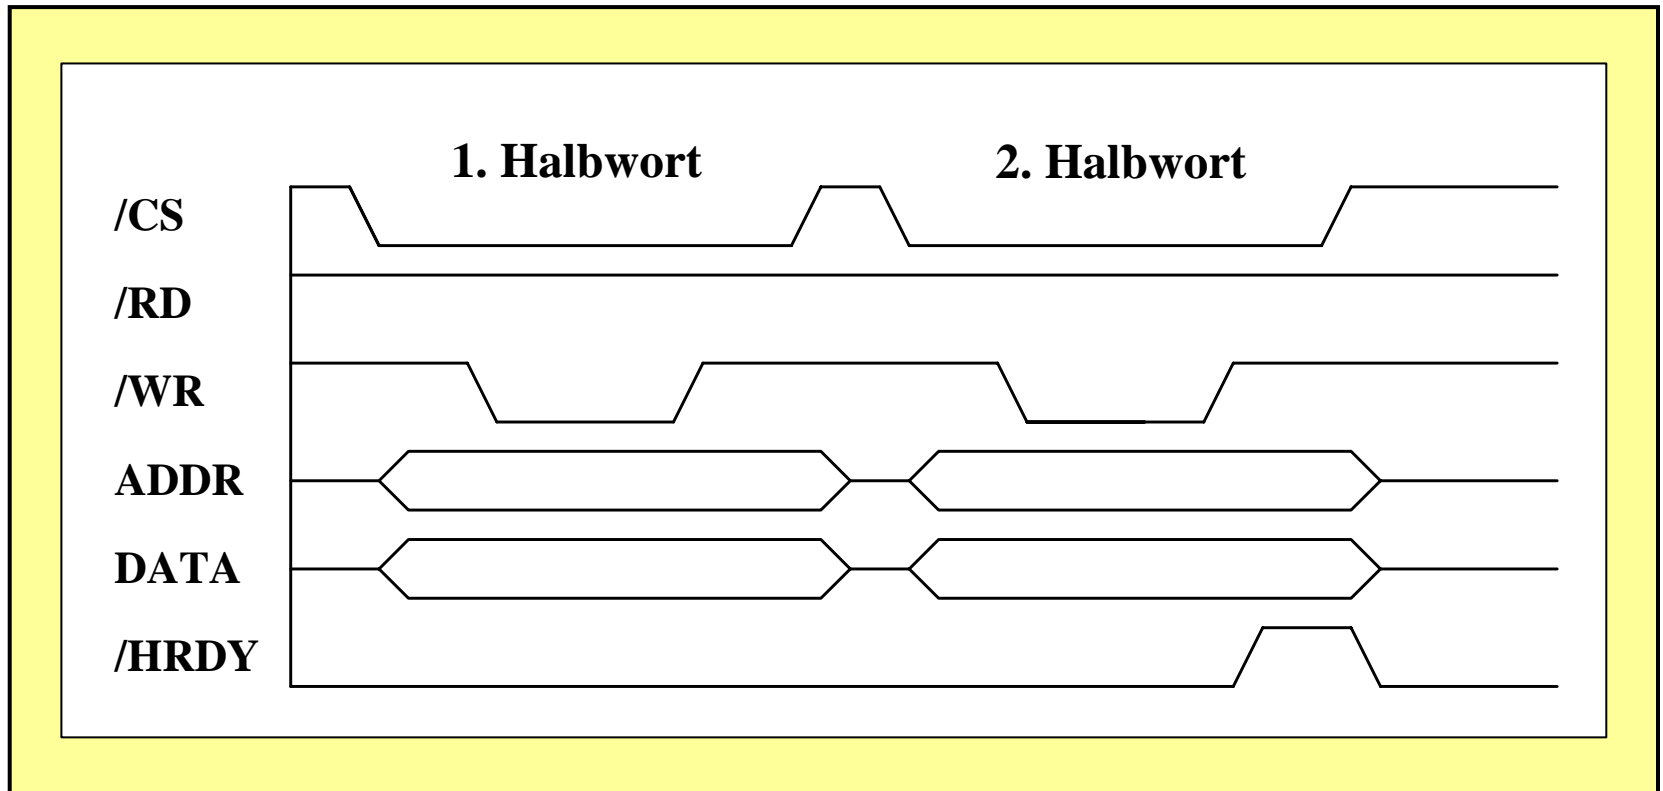 1. Halbwort 2. Halbwort
/CS
/RD
/WR
ADDR
DATA
/HRDY